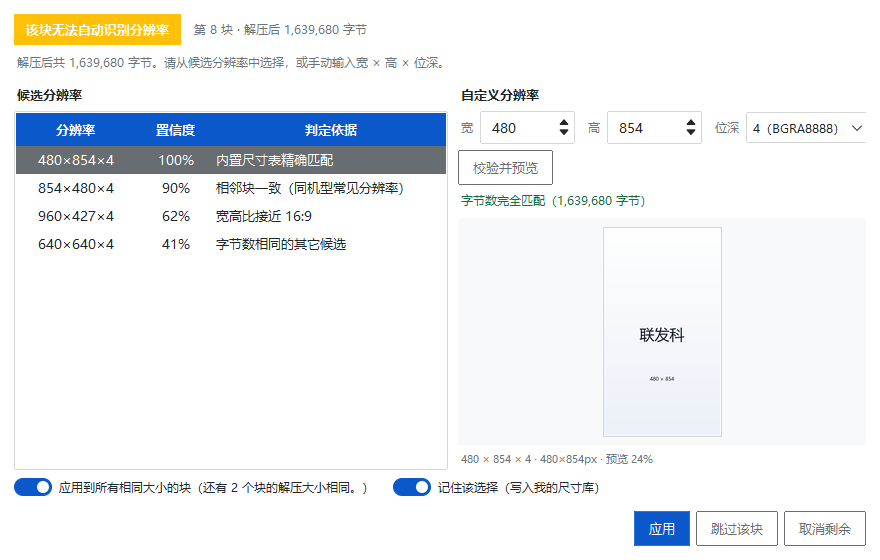 该块无法自动识别分辨率 第 8 块 · 解压后 1,639,680 字节
解压后共 1,639,680 字节。请从候选分辨率中选择，或手动输入宽 × 高 × 位深。
候选分辨率
分辨率 置信度 判定依据
480×854×4 100% 内置尺寸表精确匹配
854×480×4 90% 相邻块一致（同机型常见分辨率）
960×427×4 62% 宽高比接近 16:9
640×640×4 41% 字节数相同的其它候选
自定义分辨率
宽 480 高 854 位深 4（BGRA8888）
校验并预览
字节数完全匹配（1,639,680 字节）
联发科
480 × 854
480 × 854 × 4 · 480×854px · 预览 24%
应用到所有相同大小的块（还有 2 个块的解压大小相同。） 记住该选择（写入我的尺寸库）
应用 跳过该块 取消剩余